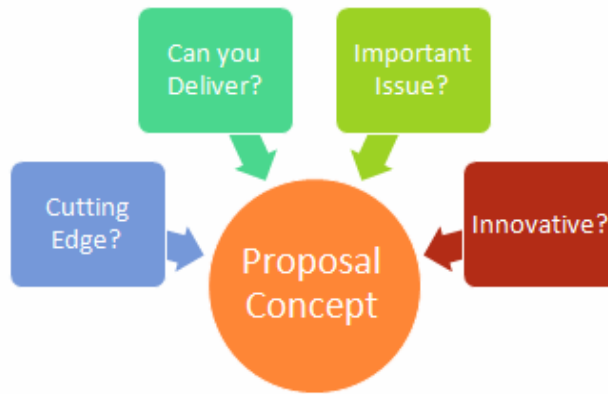 Can you
Deliver?
Important
Issue?
Cutting
Edge?
Innovative?
Proposal
Concept